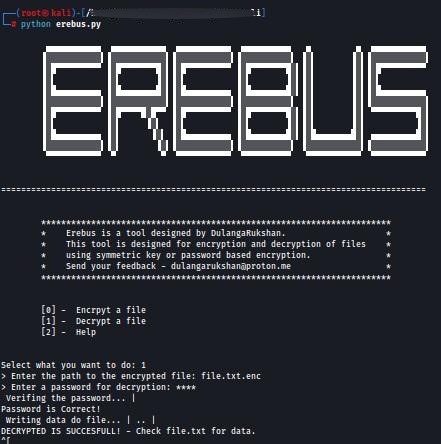 (root㉿kali)-[/
li]
# python erebus.py
EREBUS
=====================================================================================
**********************************************************************
* Erebus is a tool designed by DulangaRukshan. *
* This tool is designed for encryption and decryption of files *
* using symmetric key or password based encryption. *
* Send your feedback - dulangarukshan@proton.me *
**********************************************************************
[0] - Encrpyt a file
[1] - Decrypt a file
[2] - Help
Select what you want to do: 1
> Enter the path to the encrypted file: file.txt.enc
> Enter a password for decryption: ****
Verifing the password... |
Password is Correct!
Writing data do file... | .. |
DECRYPTED IS SUCCESFULL! - Check file.txt for data.
^[